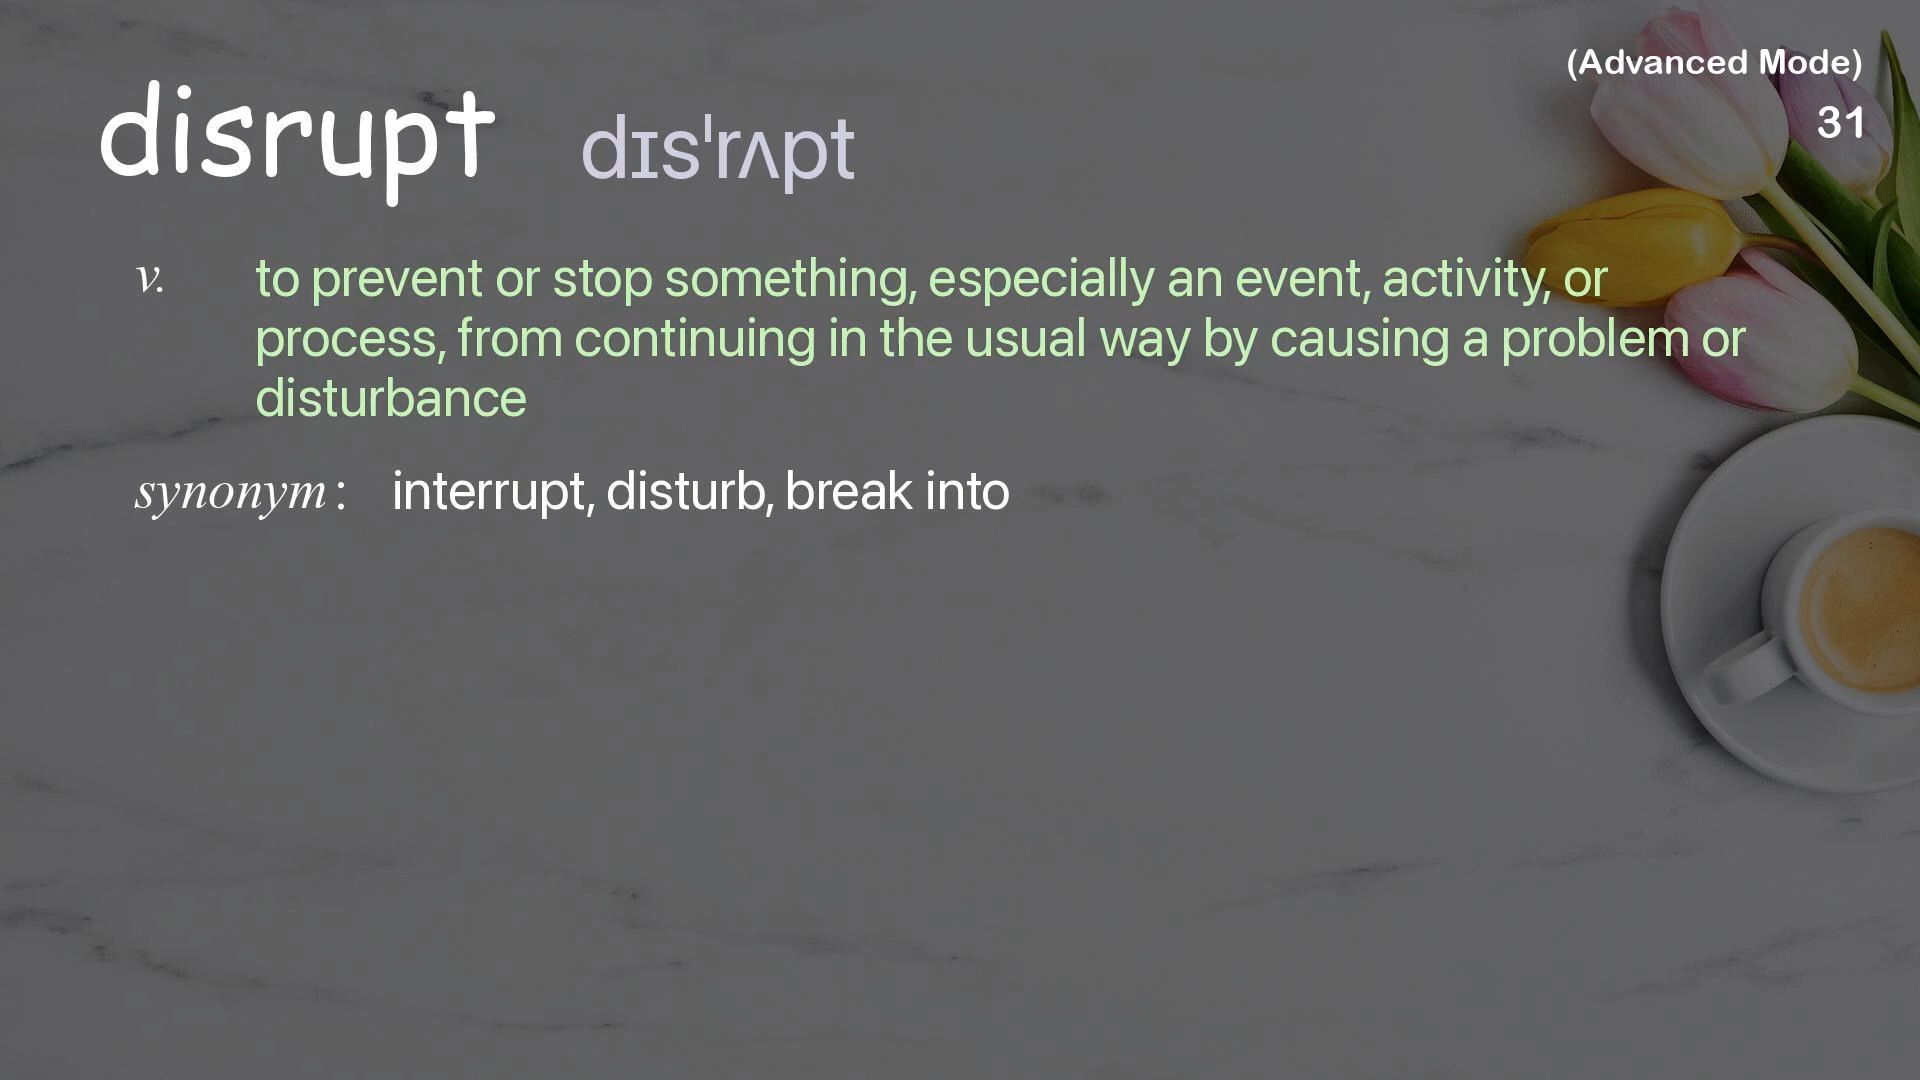 (Advanced Mode)
31
disrupt dɪsˈrʌpt
v. to prevent or stop something, especially an event, activity, or
process, from continuing in the usual way by causing a problem or
disturbance
synonym : interrupt, disturb, break into